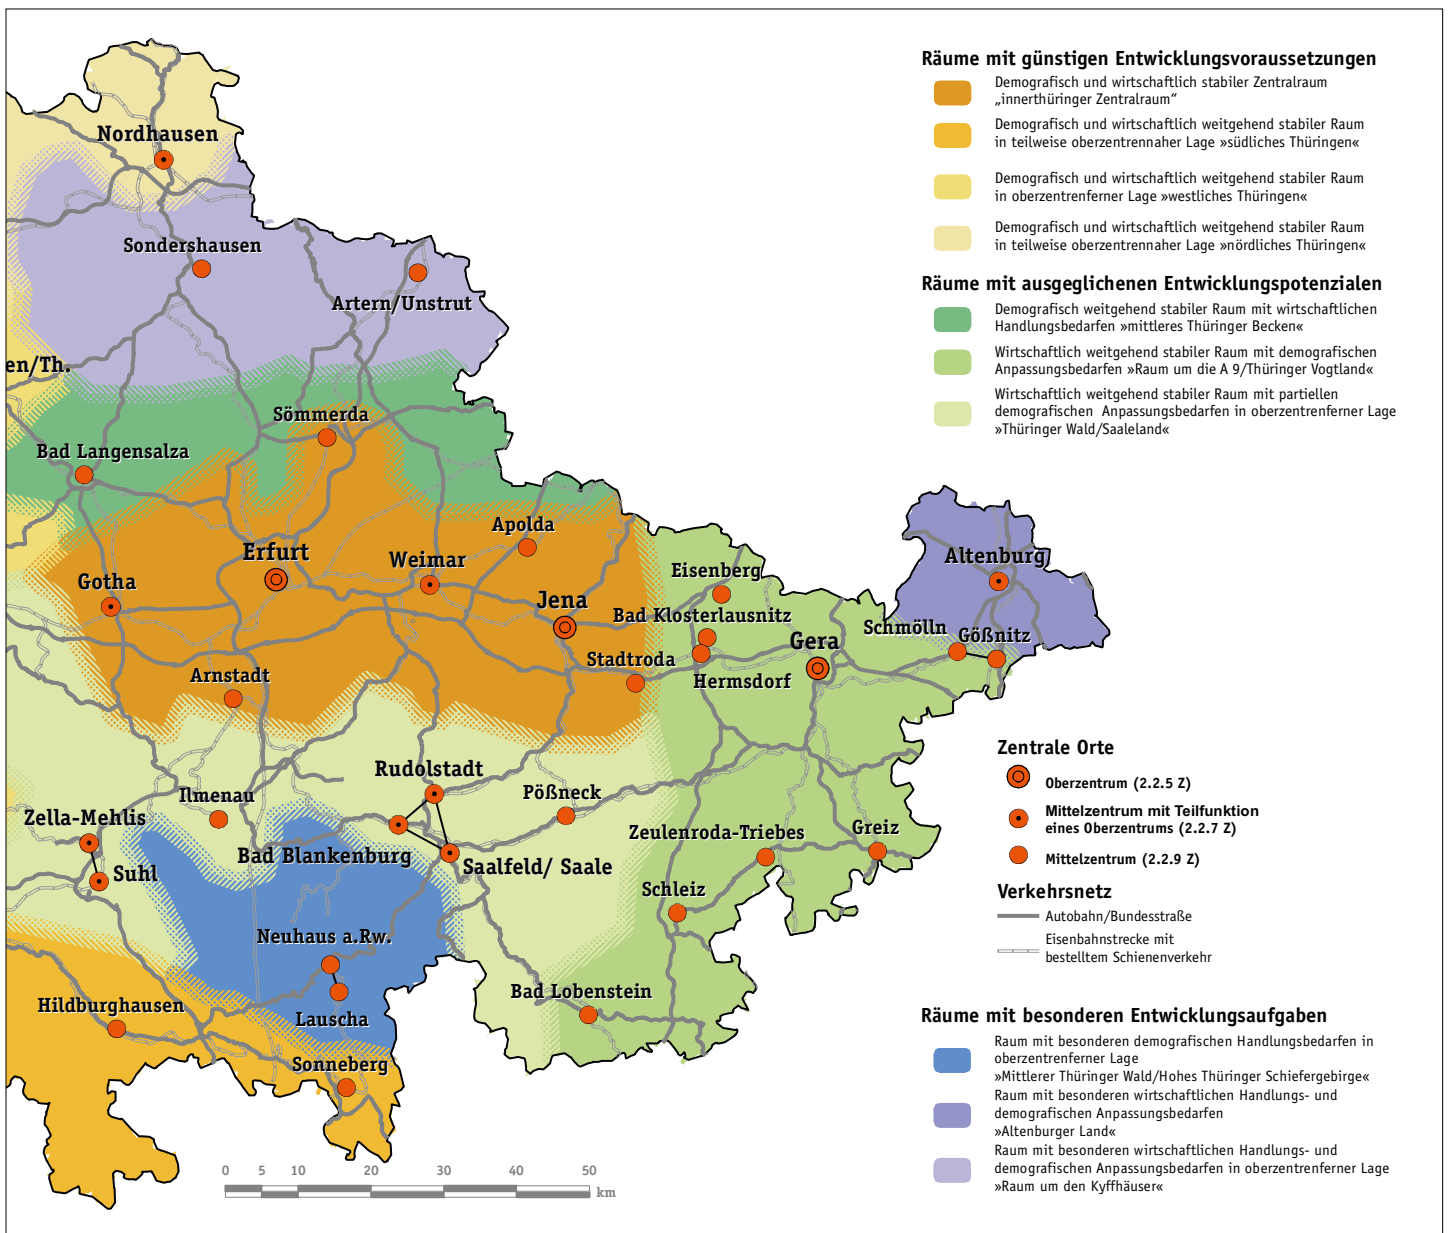 Räume mit günstigen Entwicklungsvoraussetzungen
Demografisch und wirtschaftlich stabiler Zentralraum
„innerthüringer Zentralraum“
Demografisch und wirtschaftlich weitgehend stabiler Raum
in teilweise oberzentrennaher Lage »südliches Thüringen«
Demografisch und wirtschaftlich weitgehend stabiler Raum
in oberzentrenferner Lage »westliches Thüringen«
Demografisch und wirtschaftlich weitgehend stabiler Raum
in teilweise oberzentrennaher Lage »nördliches Thüringen«
Räume mit ausgeglichenen Entwicklungspotenzialen
Demografisch weitgehend stabiler Raum mit wirtschaftlichen
Handlungsbedarfen »mittleres Thüringer Becken«
Wirtschaftlich weitgehend stabiler Raum mit demografischen
Anpassungsbedarfen »Raum um die A 9/Thüringer Vogtland«
Wirtschaftlich weitgehend stabiler Raum mit partiellen
demografischen Anpassungsbedarfen in oberzentrenferner Lage
»Thüringer Wald/Saaleland«
Nordhausen
Sondershausen
Artern/Unstrut
en/Th.
Sömmerda
Bad Langensalza
Apolda
Erfurt
Weimar
Altenburg
Gotha
Eisenberg
Jena
Bad Klosterlausnitz
Schmölln
Gößnitz
Gera
Stadtroda
Arnstadt
Hermsdorf
Rudolstadt
Ilmenau
Pößneck
Zella-Mehlis
Zeulenroda-Triebes
Greiz
Bad Blankenburg
Saalfeld/ Saale
Suhl
Schleiz
Neuhaus a.Rw.
Bad Lobenstein
Hildburghausen
Lauscha
Sonneberg
Zentrale Orte
Oberzentrum (2.2.5 Z)
Mittelzentrum mit Teilfunktion
eines Oberzentrums (2.2.7 Z)
Mittelzentrum (2.2.9 Z)
Verkehrsnetz
Autobahn/Bundesstraße
Eisenbahnstrecke mit
bestelltem Schienenverkehr
Räume mit besonderen Entwicklungsaufgaben
Raum mit besonderen demografischen Handlungsbedarfen in
oberzentrenferner Lage
»Mittlerer Thüringer Wald/Hohes Thüringer Schiefergebirge«
Raum mit besonderen wirtschaftlichen Handlungs- und
demografischen Anpassungsbedarfen
»Altenburger Land«
Raum mit besonderen wirtschaftlichen Handlungs- und
demografischen Anpassungsbedarfen in oberzentrenferner Lage
»Raum um den Kyffhäuser«
0 5 10 20 30 40 50
km